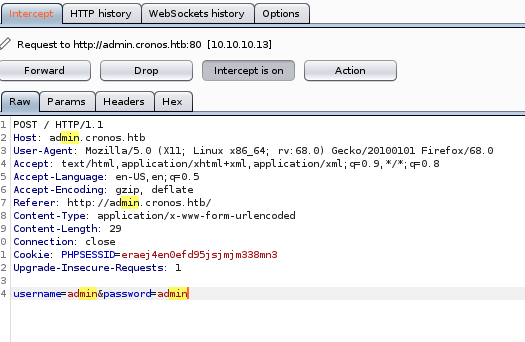 Intercept HTTP history WebSockets history Options
Request to http://admin.cronos.htb:80 [10.10.10.13]
Forward Drop Intercept is on Action
Raw Params Headers Hex
1 POST / HTTP/1.1
2 Host: admin.cronos.htb
3 User-Agent: Mozilla/5.0 (X11; Linux x86_64; rv:68.0) Gecko/20100101 Firefox/68.0
4 Accept: text/html,application/xhtml+xml,application/xml;q=0.9,*/*;q=0.8
5 Accept-Language: en-US,en;q=0.5
6 Accept-Encoding: gzip, deflate
7 Referer: http://admin.cronos.htb/
8 Content-Type: application/x-www-form-urlencoded
9 Content-Length: 29
0 Connection: close
1 Cookie: PHPSESSID=eraej4en0efd95jsjmjm338mn3
2 Upgrade-Insecure-Requests: 1
3
4 username=admin&password=admin